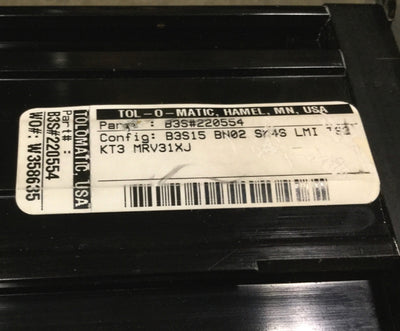 TOL-O-MATIC, HAMEL, MN, USA
Part# : B3S#220554
Config: B3S15 BN02 SK4S LMI
KT3 MRV31XJ
TOLOMATIC, USA
Part# :
B3S#220554
WO#: W358635